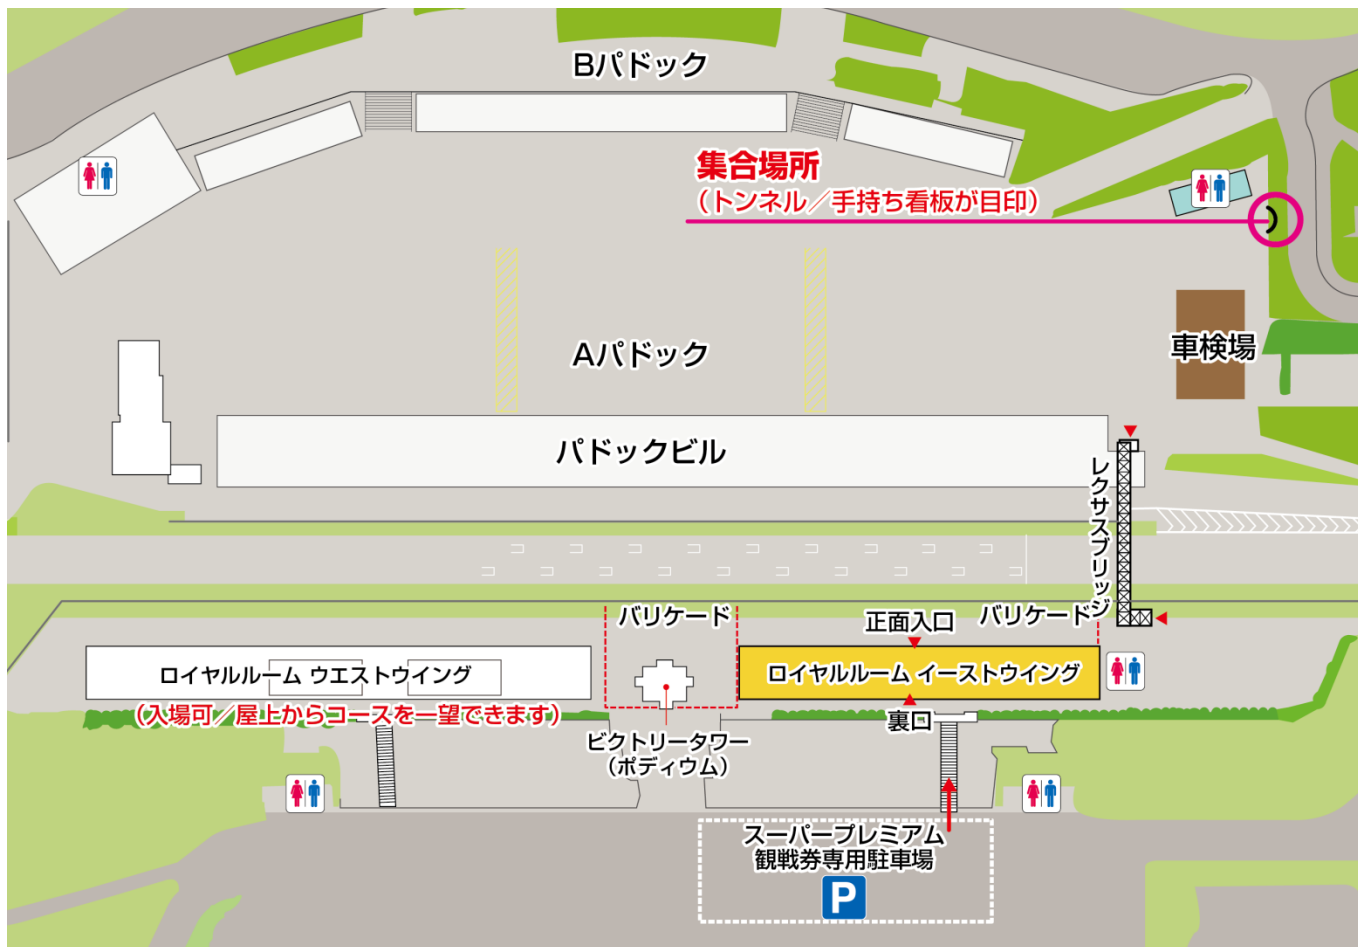 Bパドック
集合場所
（トンネル／手持ち看板が目印）
Aパドック
車検場
パドックビル
レクサスブリッジ
バリケード
正面入口
バリケード
ロイヤルルーム ウエストウイング
ロイヤルルーム イーストウイング
（入場可／屋上からコースを一望できます）
裏口
ビクトリータワー
（ポディウム）
スーパープレミアム
観戦券専用駐車場
P